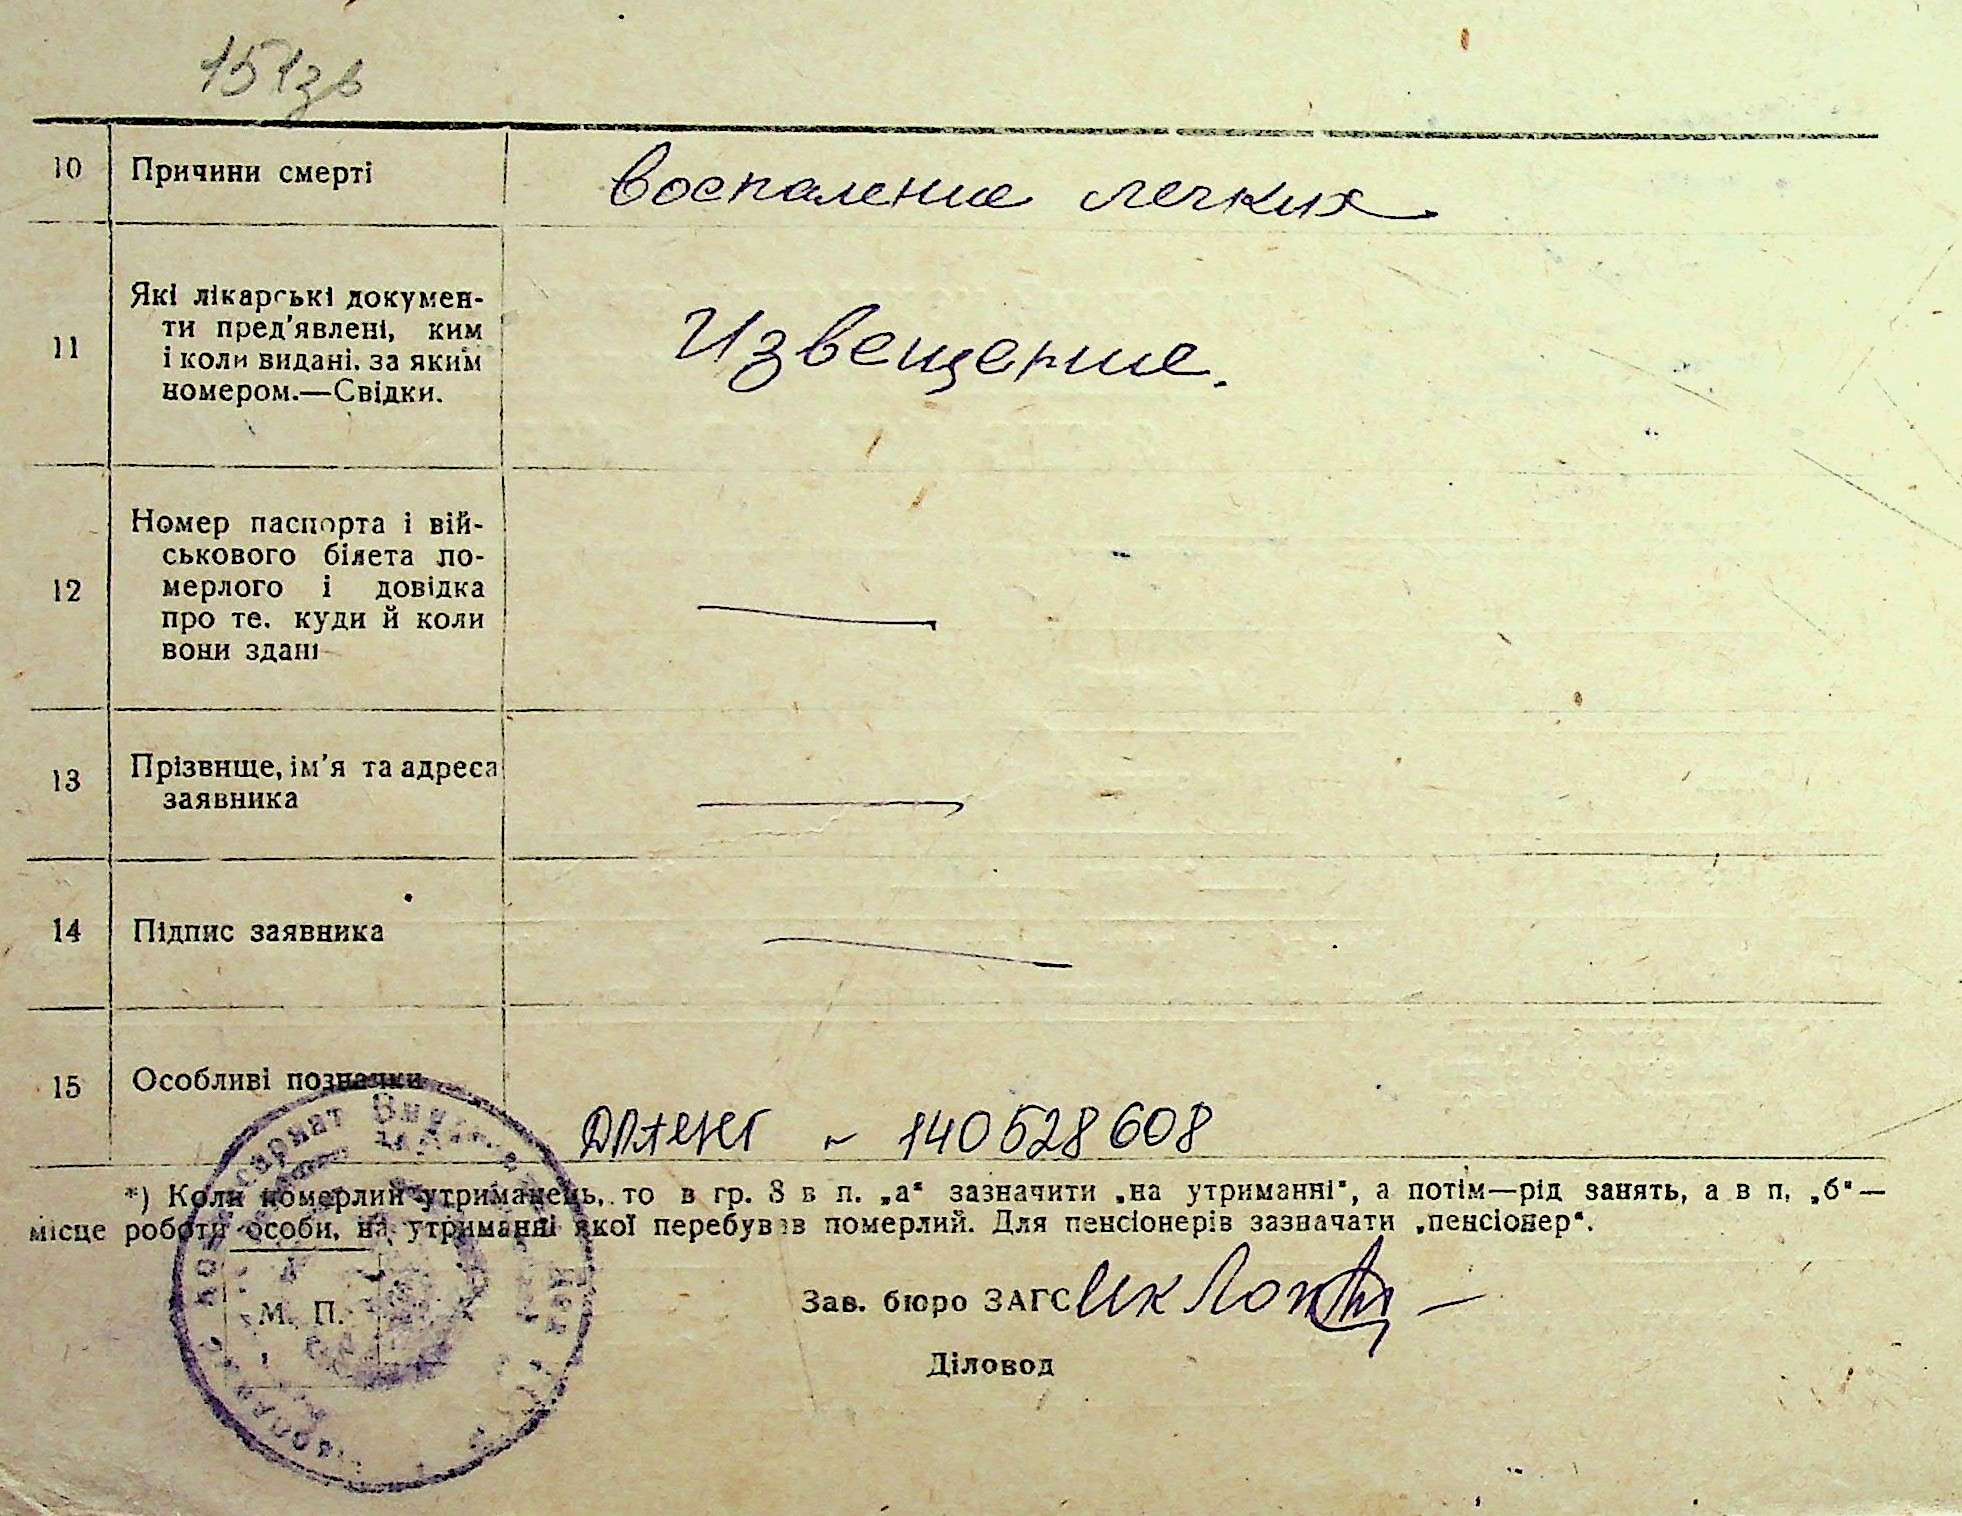 151зв
10 Причини смерті воспаление легких
11 Які лікарські докумен-
ти пред'явлені, ким
і коли видані. за яким
номером.—Свідки.
Извещение.
12 Номер паспорта і вій-
ськового білета по-
мерлого і довідка
про те. куди й коли
вони здані
13 Прізвище, ім'я та адреса
заявника
14 Підпис заявника
15 Особливі позначки
140528608
*) Коли померлий утриманець, то в гр. 8 в п. „а“ зазначити „на утриманні“, а потім—рід занять, а в п. „б“—
місце роботи особи, на утриманні якої перебував померлий. Для пенсіонерів зазначати „пенсіонер“.
М. П.
Зав. бюро ЗАГС
Діловод